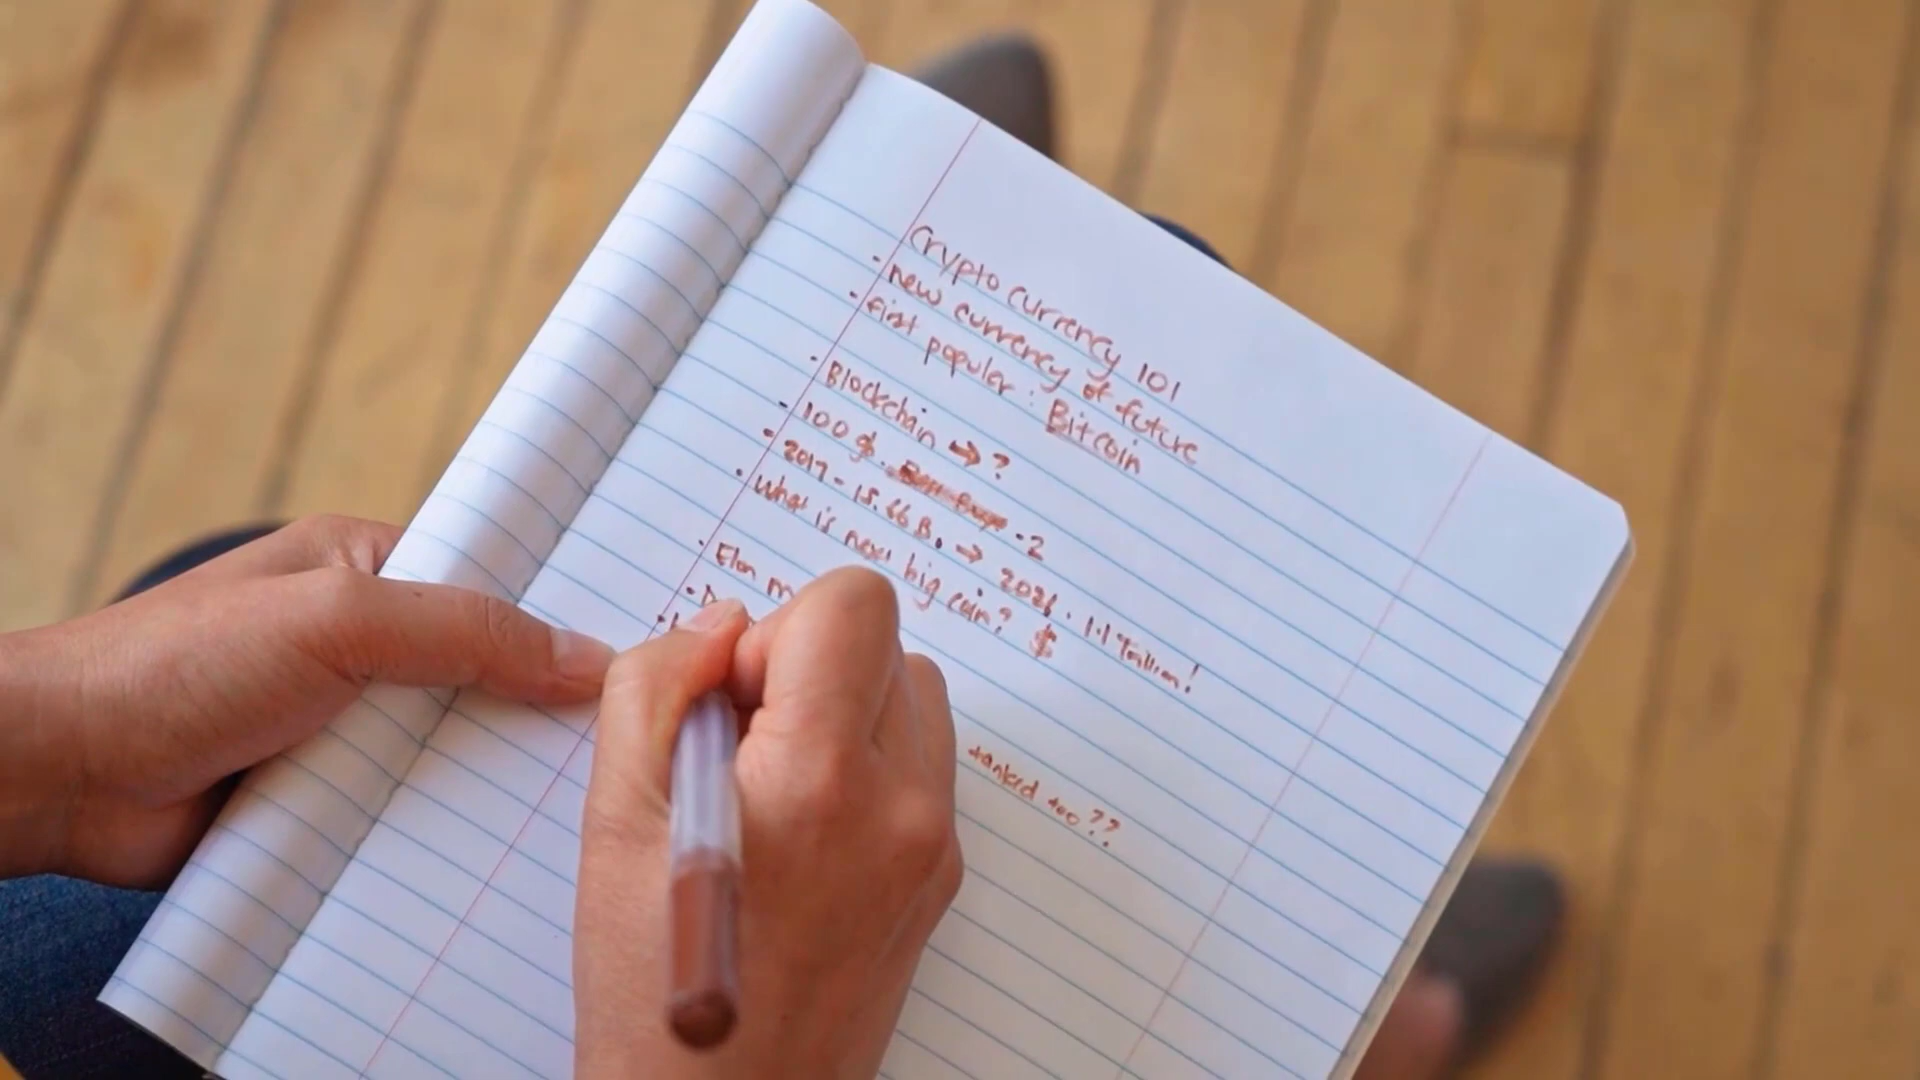 Crypto currency 101
- new currency of future
- first popular : Bitcoin
- Blockchain → ?
- 100 $. .2
- 2017 - 15.66 B. → 2021. 1.1 Trillion!
- What is next big coin? $
- Elon m
tanked too??